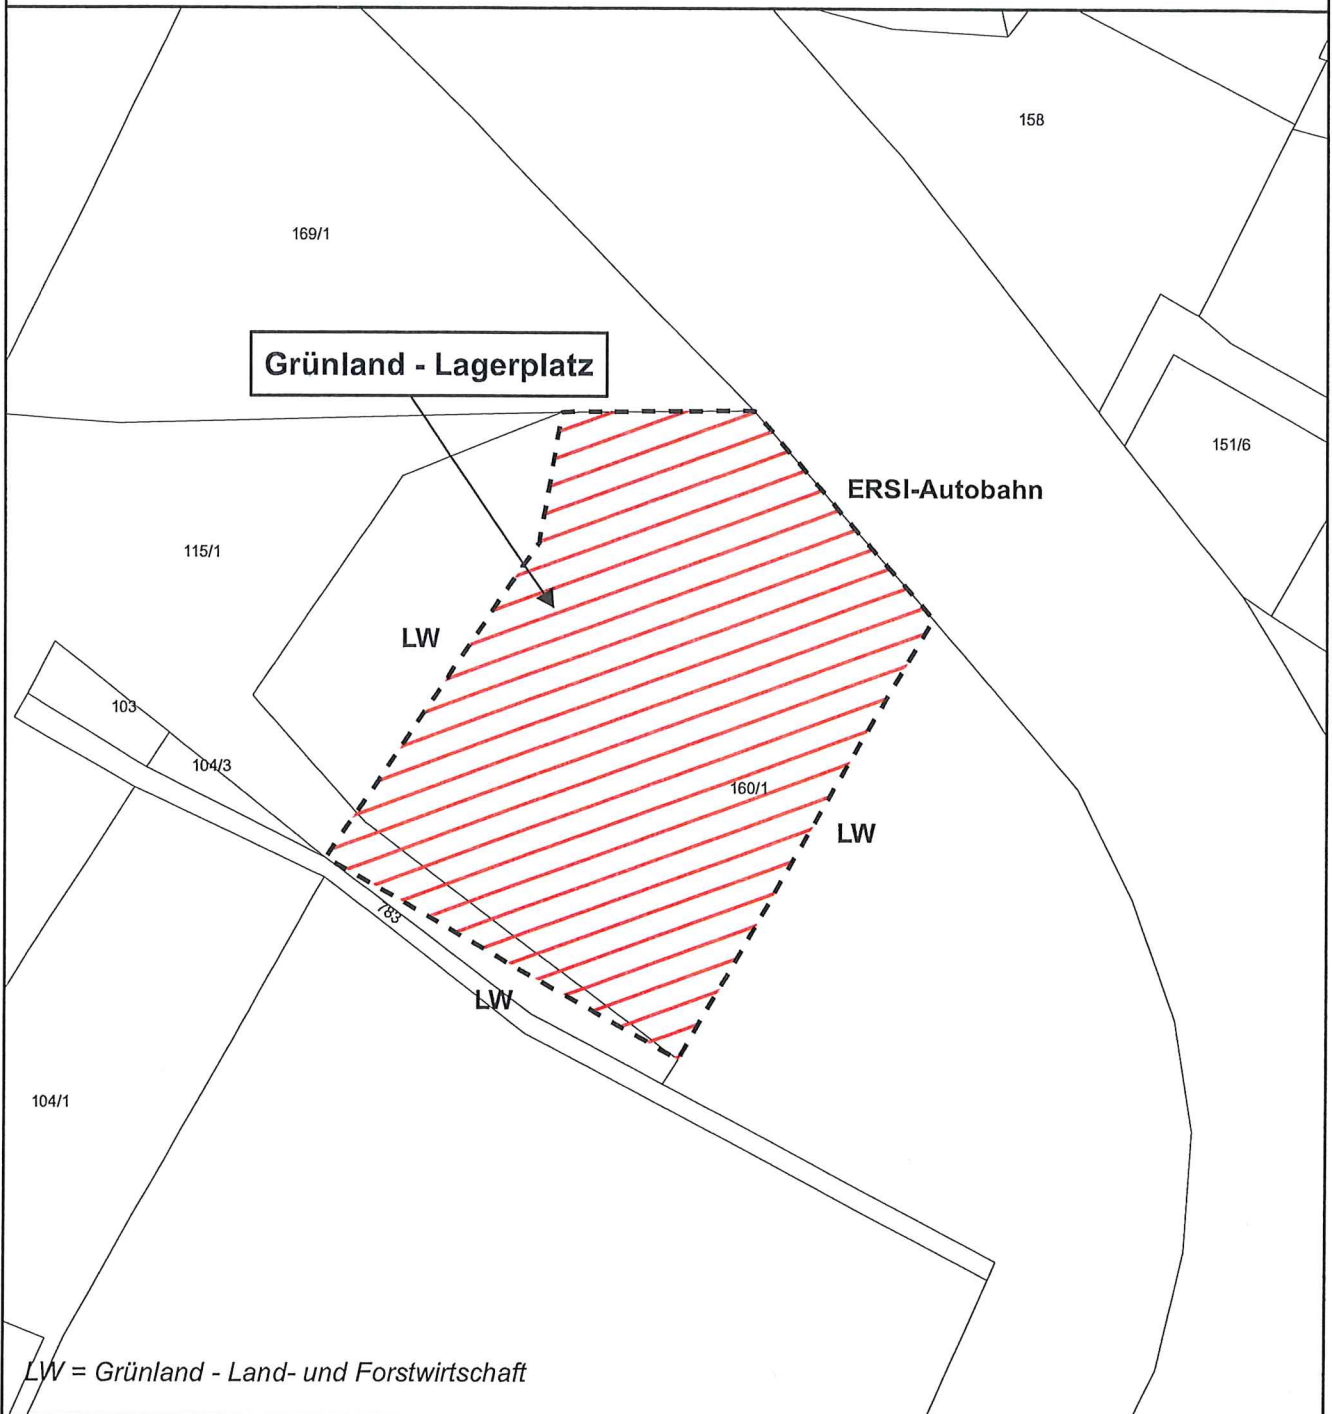 158
169/1
Grünland - Lagerplatz
151/6
ERSI-Autobahn
115/1
LW
103
104/3
160/1
LW
783
LW
104/1
LW = Grünland - Land- und Forstwirtschaft